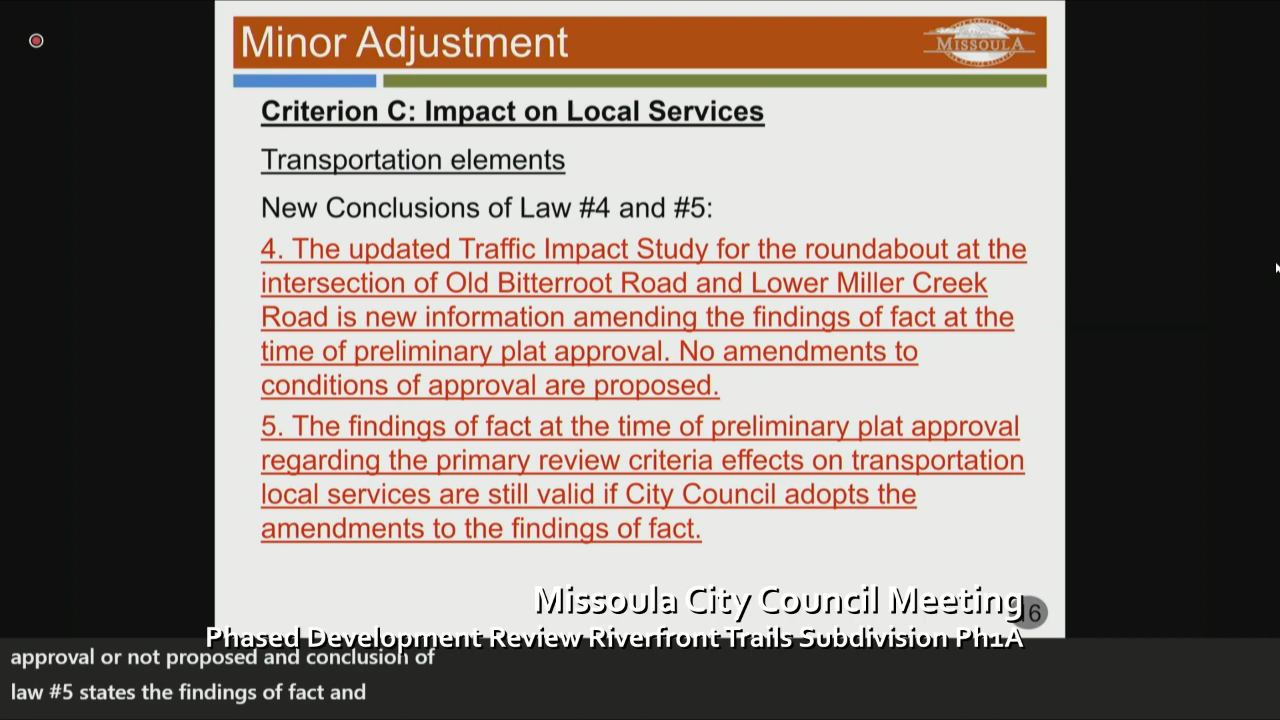 Minor Adjustment
MISSOULA
Criterion C: Impact on Local Services
Transportation elements
New Conclusions of Law #4 and #5:
4. The updated Traffic Impact Study for the roundabout at the
intersection of Old Bitterroot Road and Lower Miller Creek
Road is new information amending the findings of fact at the
time of preliminary plat approval. No amendments to
conditions of approval are proposed.
5. The findings of fact at the time of preliminary plat approval
regarding the primary review criteria effects on transportation
local services are still valid if City Council adopts the
amendments to the findings of fact.
Missoula City Council Meeting
Phased Development Review Riverfront Trails Subdivision Ph1A
approval or not proposed and conclusion of
law #5 states the findings of fact and